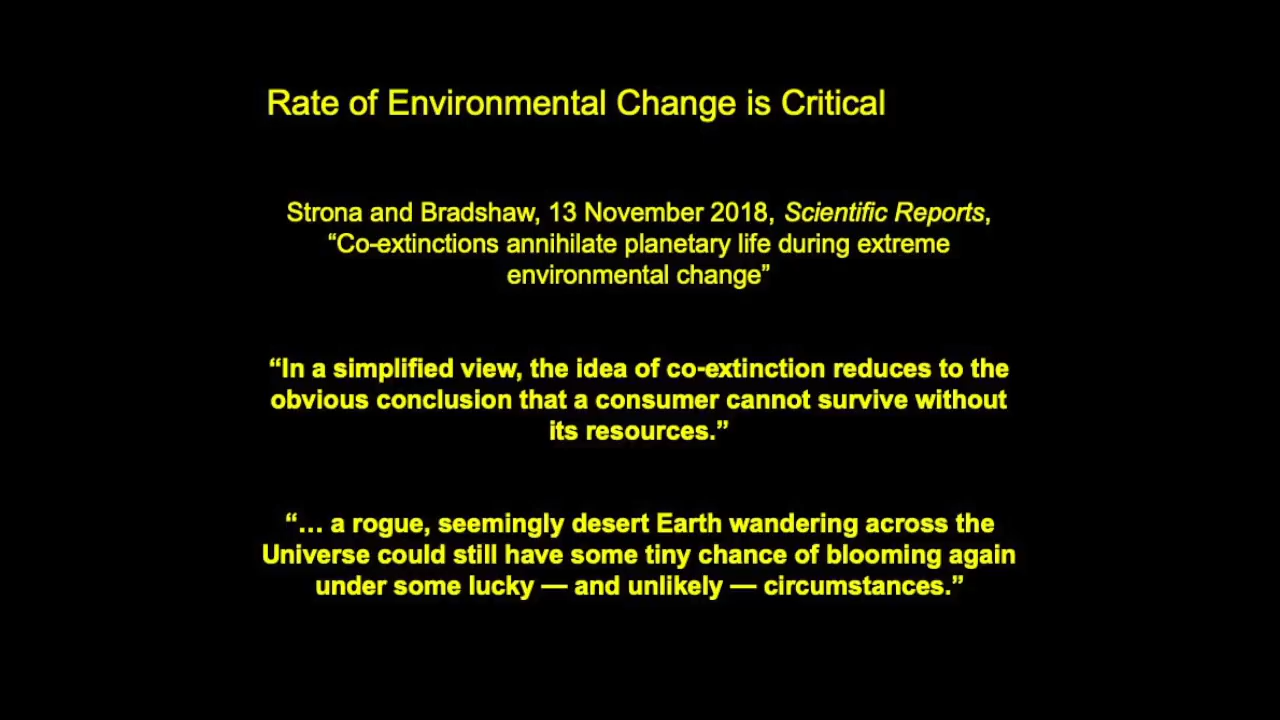 Rate of Environmental Change is Critical
Strona and Bradshaw, 13 November 2018, Scientific Reports,
“Co-extinctions annihilate planetary life during extreme
environmental change”
“In a simplified view, the idea of co-extinction reduces to the
obvious conclusion that a consumer cannot survive without
its resources.”
“… a rogue, seemingly desert Earth wandering across the
Universe could still have some tiny chance of blooming again
under some lucky — and unlikely — circumstances.”